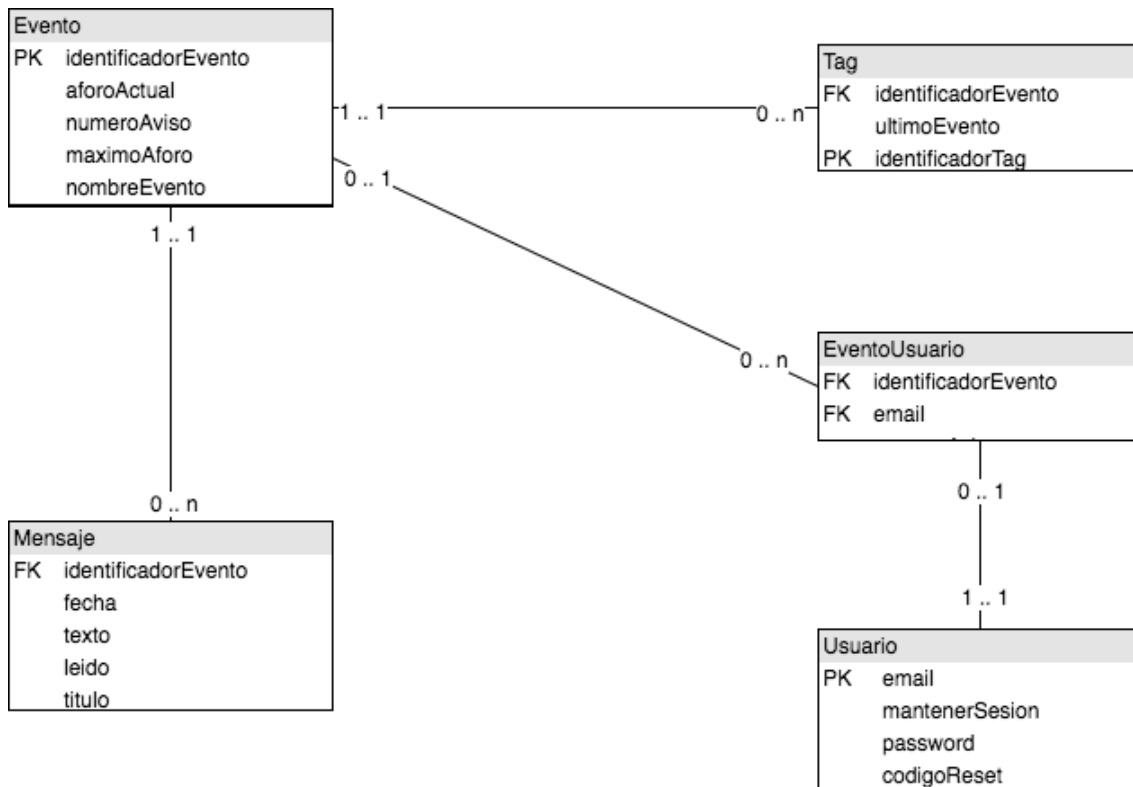 Evento
PK identificadorEvento
aforoActual
numeroAviso
maximoAforo
nombreEvento
Tag
FK identificadorEvento
ultimoEvento
PK identificadorTag
1 .. 1
0 .. n
0 .. 1
0 .. n
1 .. 1
0 .. n
EventoUsuario
FK identificadorEvento
FK email
0 .. 1
1 .. 1
Mensaje
FK identificadorEvento
fecha
texto
leido
titulo
Usuario
PK email
mantenerSesion
password
codigoReset